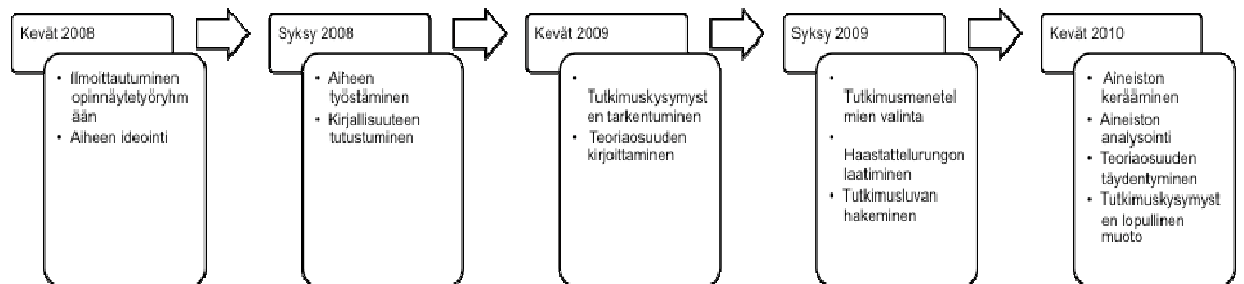 Kevät 2008
• Ilmoittautuminen
opinnäytetyöryhm
ään
• Aiheen ideointi
Syksy 2008
• Aiheen
työstäminen
• Kirjallisuuteen
tutustuminen
Kevät 2009
•
Tutkimuskysymyst
en tarkentuminen
• Teoriaosuuden
kirjoittaminen
Syksy 2009
•
Tutkimusmenetel
mien valinta
•
Haastattelurungon
laatiminen
• Tutkimusluvan
hakeminen
Kevät 2010
• Aineiston
kerääminen
• Aineiston
analysointi
• Teoriaosuuden
täydentyminen
• Tutkimuskysymyst
en lopullinen
muoto